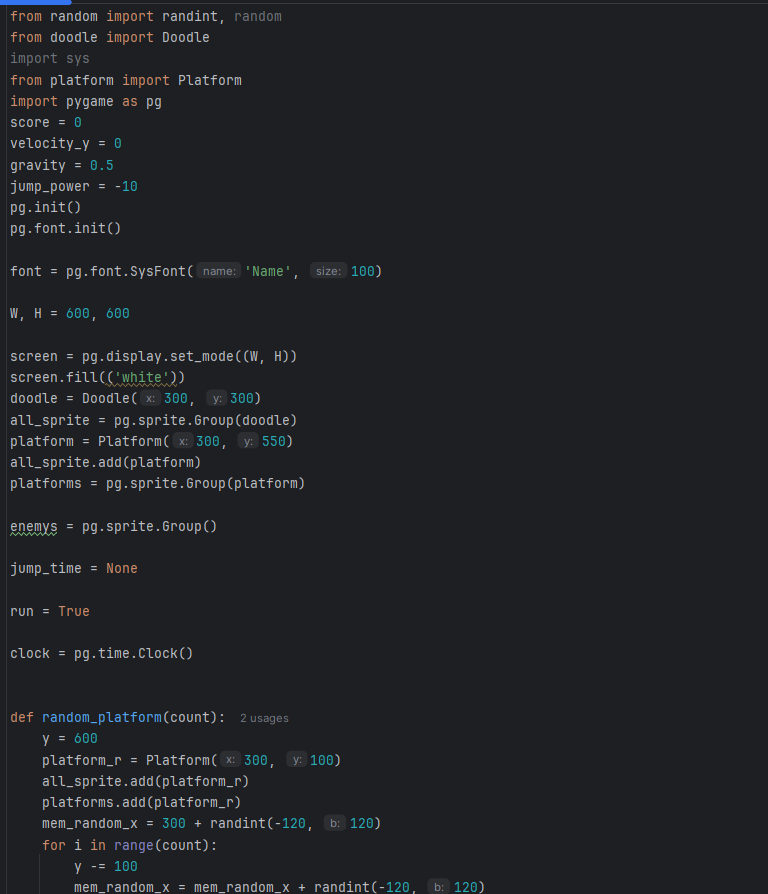 from random import randint, random
from doodle import Doodle
import sys
from platform import Platform
import pygame as pg
score = 0
velocity_y = 0
gravity = 0.5
jump_power = -10
pg.init()
pg.font.init()
font = pg.font.SysFont( name: 'Name', size: 100)
W, H = 600, 600
screen = pg.display.set_mode((W, H))
screen.fill(('white'))
doodle = Doodle( x: 300, y: 300)
all_sprite = pg.sprite.Group(doodle)
platform = Platform( x: 300, y: 550)
all_sprite.add(platform)
platforms = pg.sprite.Group(platform)
enemys = pg.sprite.Group()
jump_time = None
run = True
clock = pg.time.Clock()
def random_platform(count): 2 usages
    y = 600
    platform_r = Platform( x: 300, y: 100)
    all_sprite.add(platform_r)
    platforms.add(platform_r)
    mem_random_x = 300 + randint(-120, b: 120)
    for i in range(count):
        y -= 100
        mem_random_x = mem_random_x + randint(-120, b: 120)